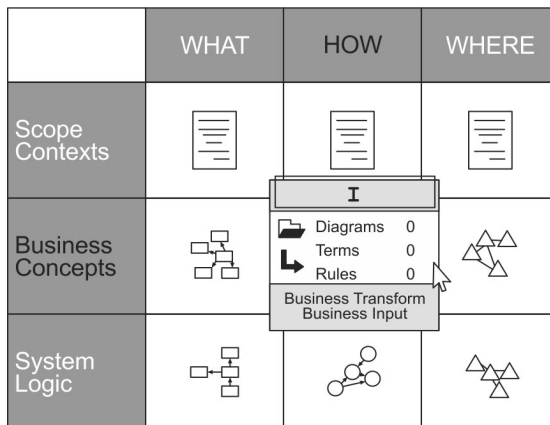 WHAT HOW WHERE
Scope
Contexts
I
Diagrams 0
Terms 0
Rules 0
Business
Concepts
Business Transform
Business Input
System
Logic